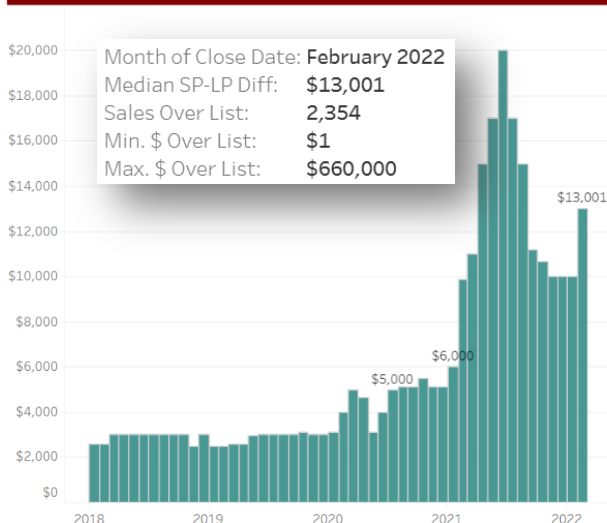 $20,000
$18,000
$16,000
$14,000
$12,000
$10,000
$8,000
$6,000
$4,000
$2,000
$0
Month of Close Date: February 2022
Median SP-LP Diff: $13,001
Sales Over List: 2,354
Min. $ Over List: $1
Max. $ Over List: $660,000
$13,001
$6,000
$5,000
2018 2019 2020 2021 2022